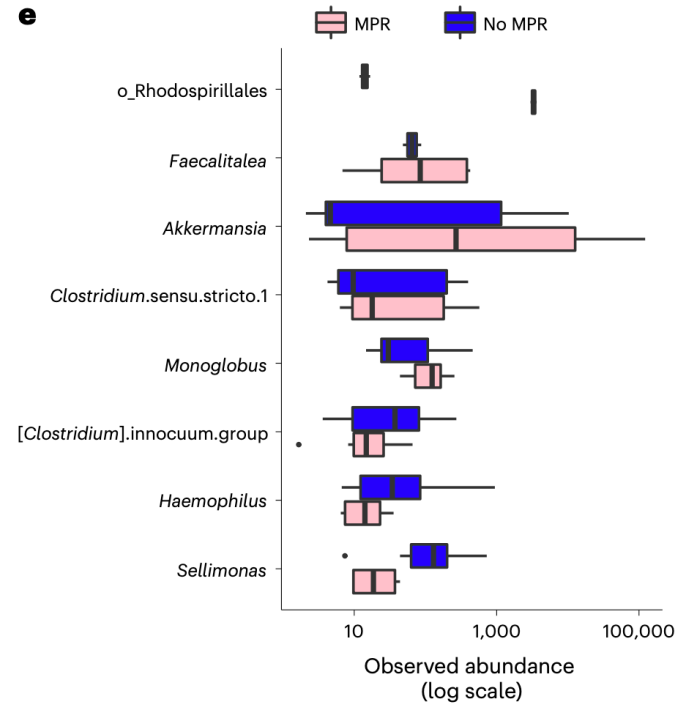 e
MPR No MPR
o_Rhodospirillales
Faecalitalea
Akkermansia
Clostridium.sensu.stricto.1
Monoglobus
[Clostridium].innocuum.group
Haemophilus
Sellimonas
10 1,000 100,000
Observed abundance
(log scale)